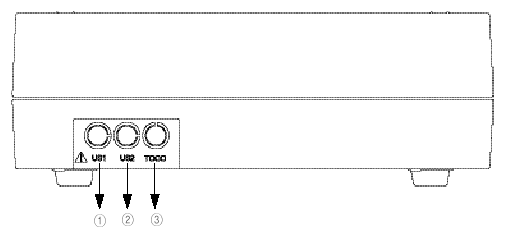 US1 US2 TOCO
① ② ③